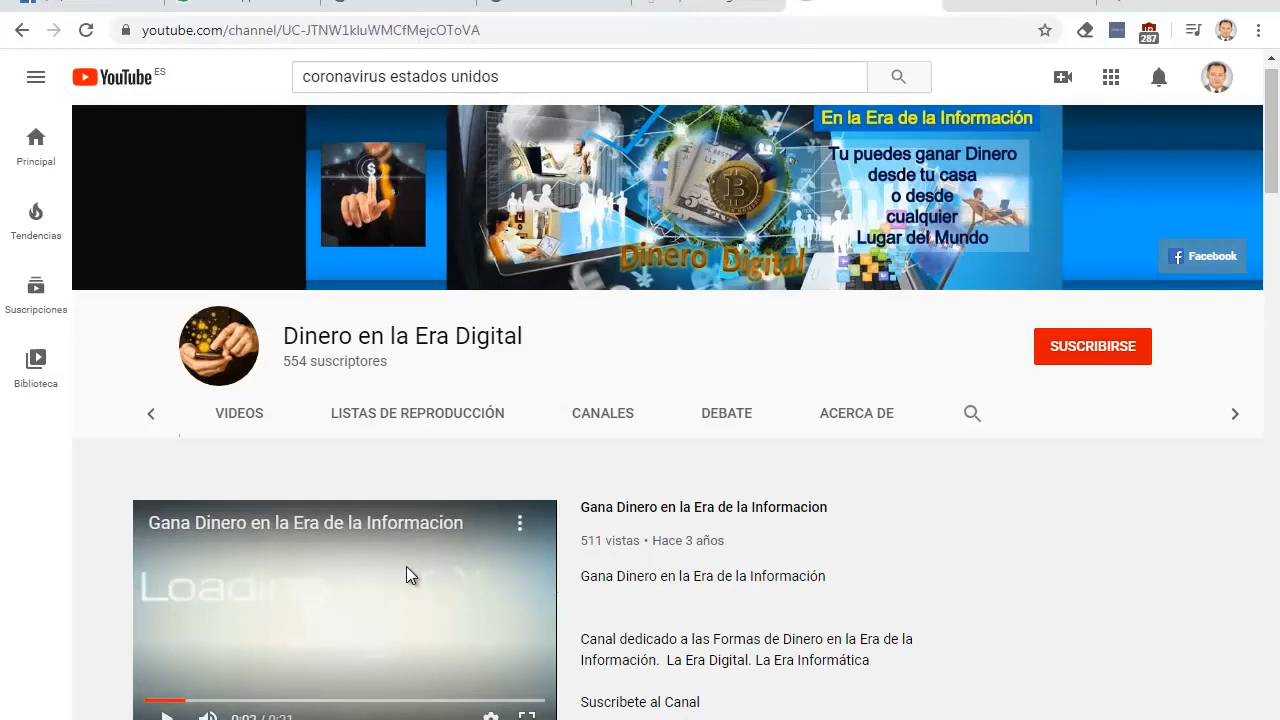 youtube.com/channel/UC-JTNW1kIuWMCfMejcOToVA
287
YouTube ES
coronavirus estados unidos
Principal
Tendencias
Suscripciones
Biblioteca
En la Era de la Información
Tu puedes ganar Dinero
desde tu casa
o desde
cualquier
Lugar del Mundo
Dinero Digital
Facebook
Dinero en la Era Digital
554 suscriptores
SUSCRIBIRSE
VIDEOS
LISTAS DE REPRODUCCIÓN
CANALES
DEBATE
ACERCA DE
Gana Dinero en la Era de la Informacion
Loading
0:02 / 0:21
Gana Dinero en la Era de la Informacion
511 vistas • Hace 3 años
Gana Dinero en la Era de la Información
Canal dedicado a las Formas de Dinero en la Era de la
Información. La Era Digital. La Era Informática
Suscribete al Canal